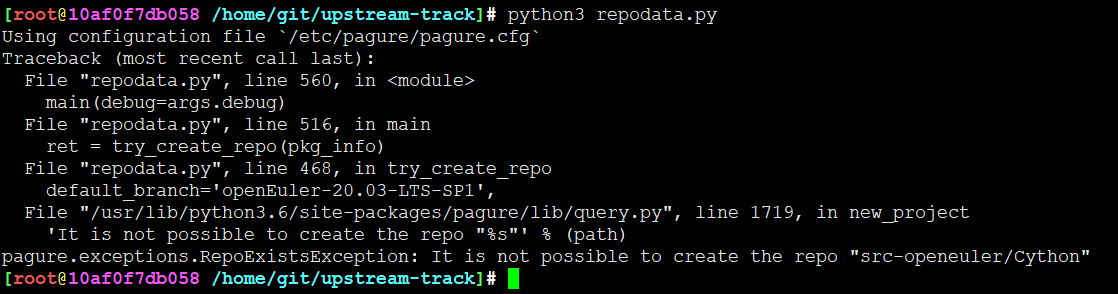 [root@10af0f7db058 /home/git/upstream-track]# python3 repodata.py
Using configuration file `/etc/pagure/pagure.cfg`
Traceback (most recent call last):
  File "repodata.py", line 560, in <module>
    main(debug=args.debug)
  File "repodata.py", line 516, in main
    ret = try_create_repo(pkg_info)
  File "repodata.py", line 468, in try_create_repo
    default_branch='openEuler-20.03-LTS-SP1',
  File "/usr/lib/python3.6/site-packages/pagure/lib/query.py", line 1719, in new_project
    'It is not possible to create the repo "%s"' % (path)
pagure.exceptions.RepoExistsException: It is not possible to create the repo "src-openeuler/Cython"
[root@10af0f7db058 /home/git/upstream-track]#